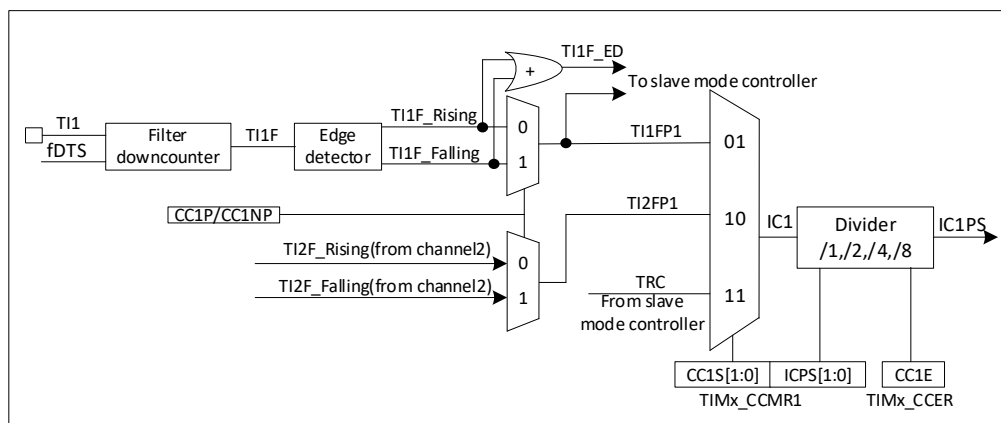 TI1F_ED
+
To slave mode controller
TI1
fDTS
Filter
downcounter
TI1F
Edge
detector
TI1F_Rising
TI1F_Falling
0
1
TI1FP1
01
CC1P/CC1NP
TI2FP1
10
IC1
Divider
/1,/2,/4,/8
IC1PS
TI2F_Rising(from channel2)
TI2F_Falling(from channel2)
0
1
TRC
From slave
mode controller
11
CC1S[1:0]
ICPS[1:0]
CC1E
TIMx_CCMR1
TIMx_CCER